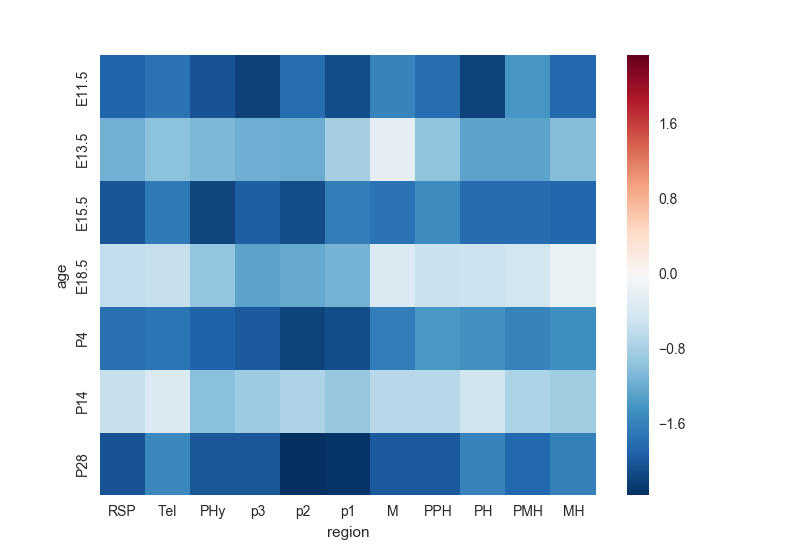 E11.5
E13.5
E15.5
E18.5
P4
P14
P28
age
RSP Tel PHy p3 p2 p1 M PPH PH PMH MH
region
1.6
0.8
0.0
−0.8
−1.6